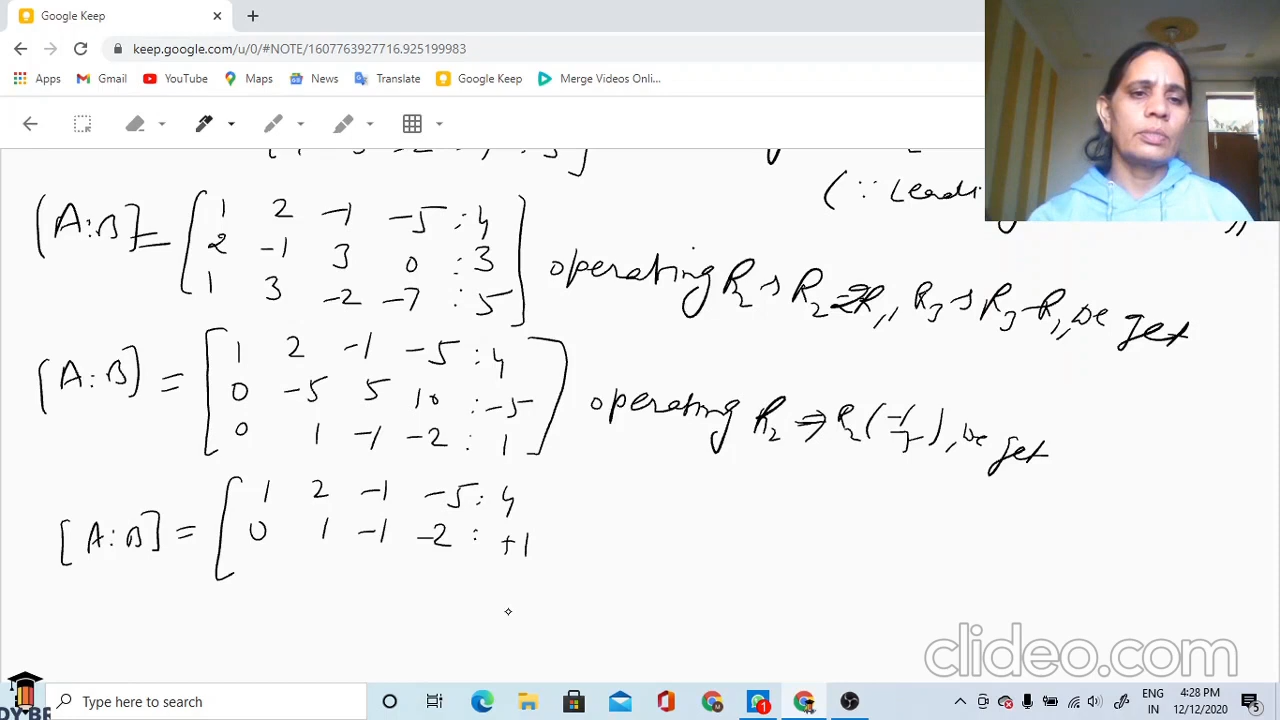 Google Keep
keep.google.com/u/0/#NOTE/1607763927716.925199983
Apps Gmail YouTube Maps News Translate Google Keep Merge Videos Onli...
(∵ Leadi
[A:B] = [1 2 -1 -5 : 4
2 -1 3 0 : 3
1 3 -2 -7 : 5]
operating R2 → R2-2R1, R3 → R3-R1, we get
[A:B] = [1 2 -1 -5 : 4
0 -5 5 10 : -5
0 1 -1 -2 : 1]
operating R2 ⇒ R2(-1/5), we get
[A:B] = [1 2 -1 -5 : 4
0 1 -1 -2 : +1
clideo.com
DY BR
Type here to search
ENG
IN
4:28 PM
12/12/2020
5
1